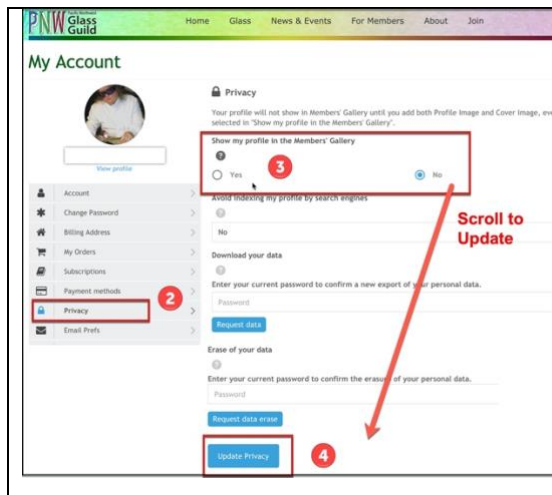 Pacific Northwest
PNW Glass Guild
Home Glass News & Events For Members About Join
My Account
View profile
Account
Change Password
Billing Address
My Orders
Subscriptions
Payment methods
2
Privacy
Email Prefs
Privacy
Your profile will not show in Members' Gallery until you add both Profile Image and Cover Image, eve
selected in "Show my profile in the Members' Gallery".
Show my profile in the Members' Gallery
?
Yes
3
No
Avoid indexing my profile by search engines
?
No
Scroll to
Update
Download your data
?
Enter your current password to confirm a new export of your personal data.
Password
Request data
Erase of your data
?
Enter your current password to confirm the erasure of your personal data.
Password
Request data erase
Update Privacy
4